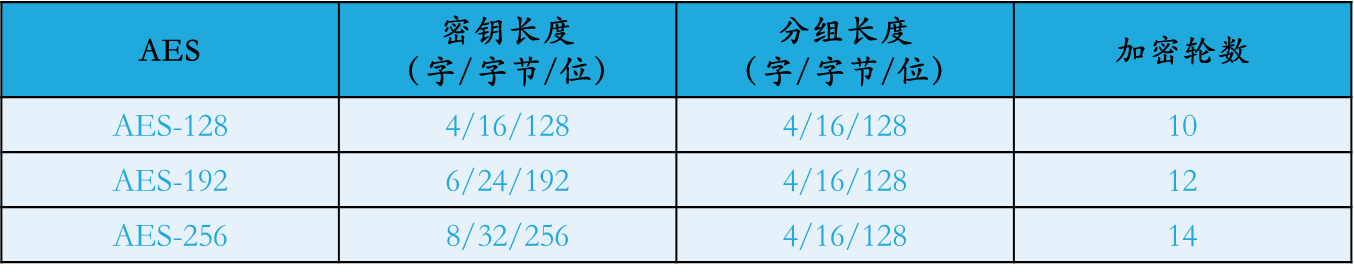 AES 密钥长度 分组长度 加密轮数
（字/字节/位） （字/字节/位）
AES-128 4/16/128 4/16/128 10
AES-192 6/24/192 4/16/128 12
AES-256 8/32/256 4/16/128 14